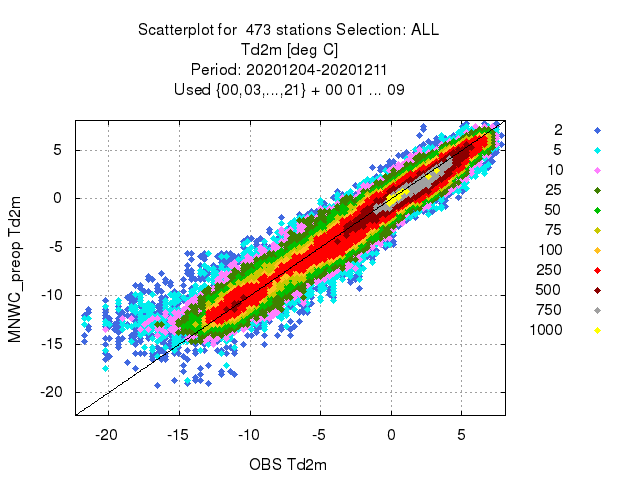 Scatterplot for 473 stations Selection: ALL
Td2m [deg C]
Period: 20201204-20201211
Used {00,03,...,21} + 00 01 ... 09
2
5
10
25
50
75
100
250
500
750
1000
5
0
-5
-10
-15
-20
MNWC_preop Td2m
-20 -15 -10 -5 0 5
OBS Td2m